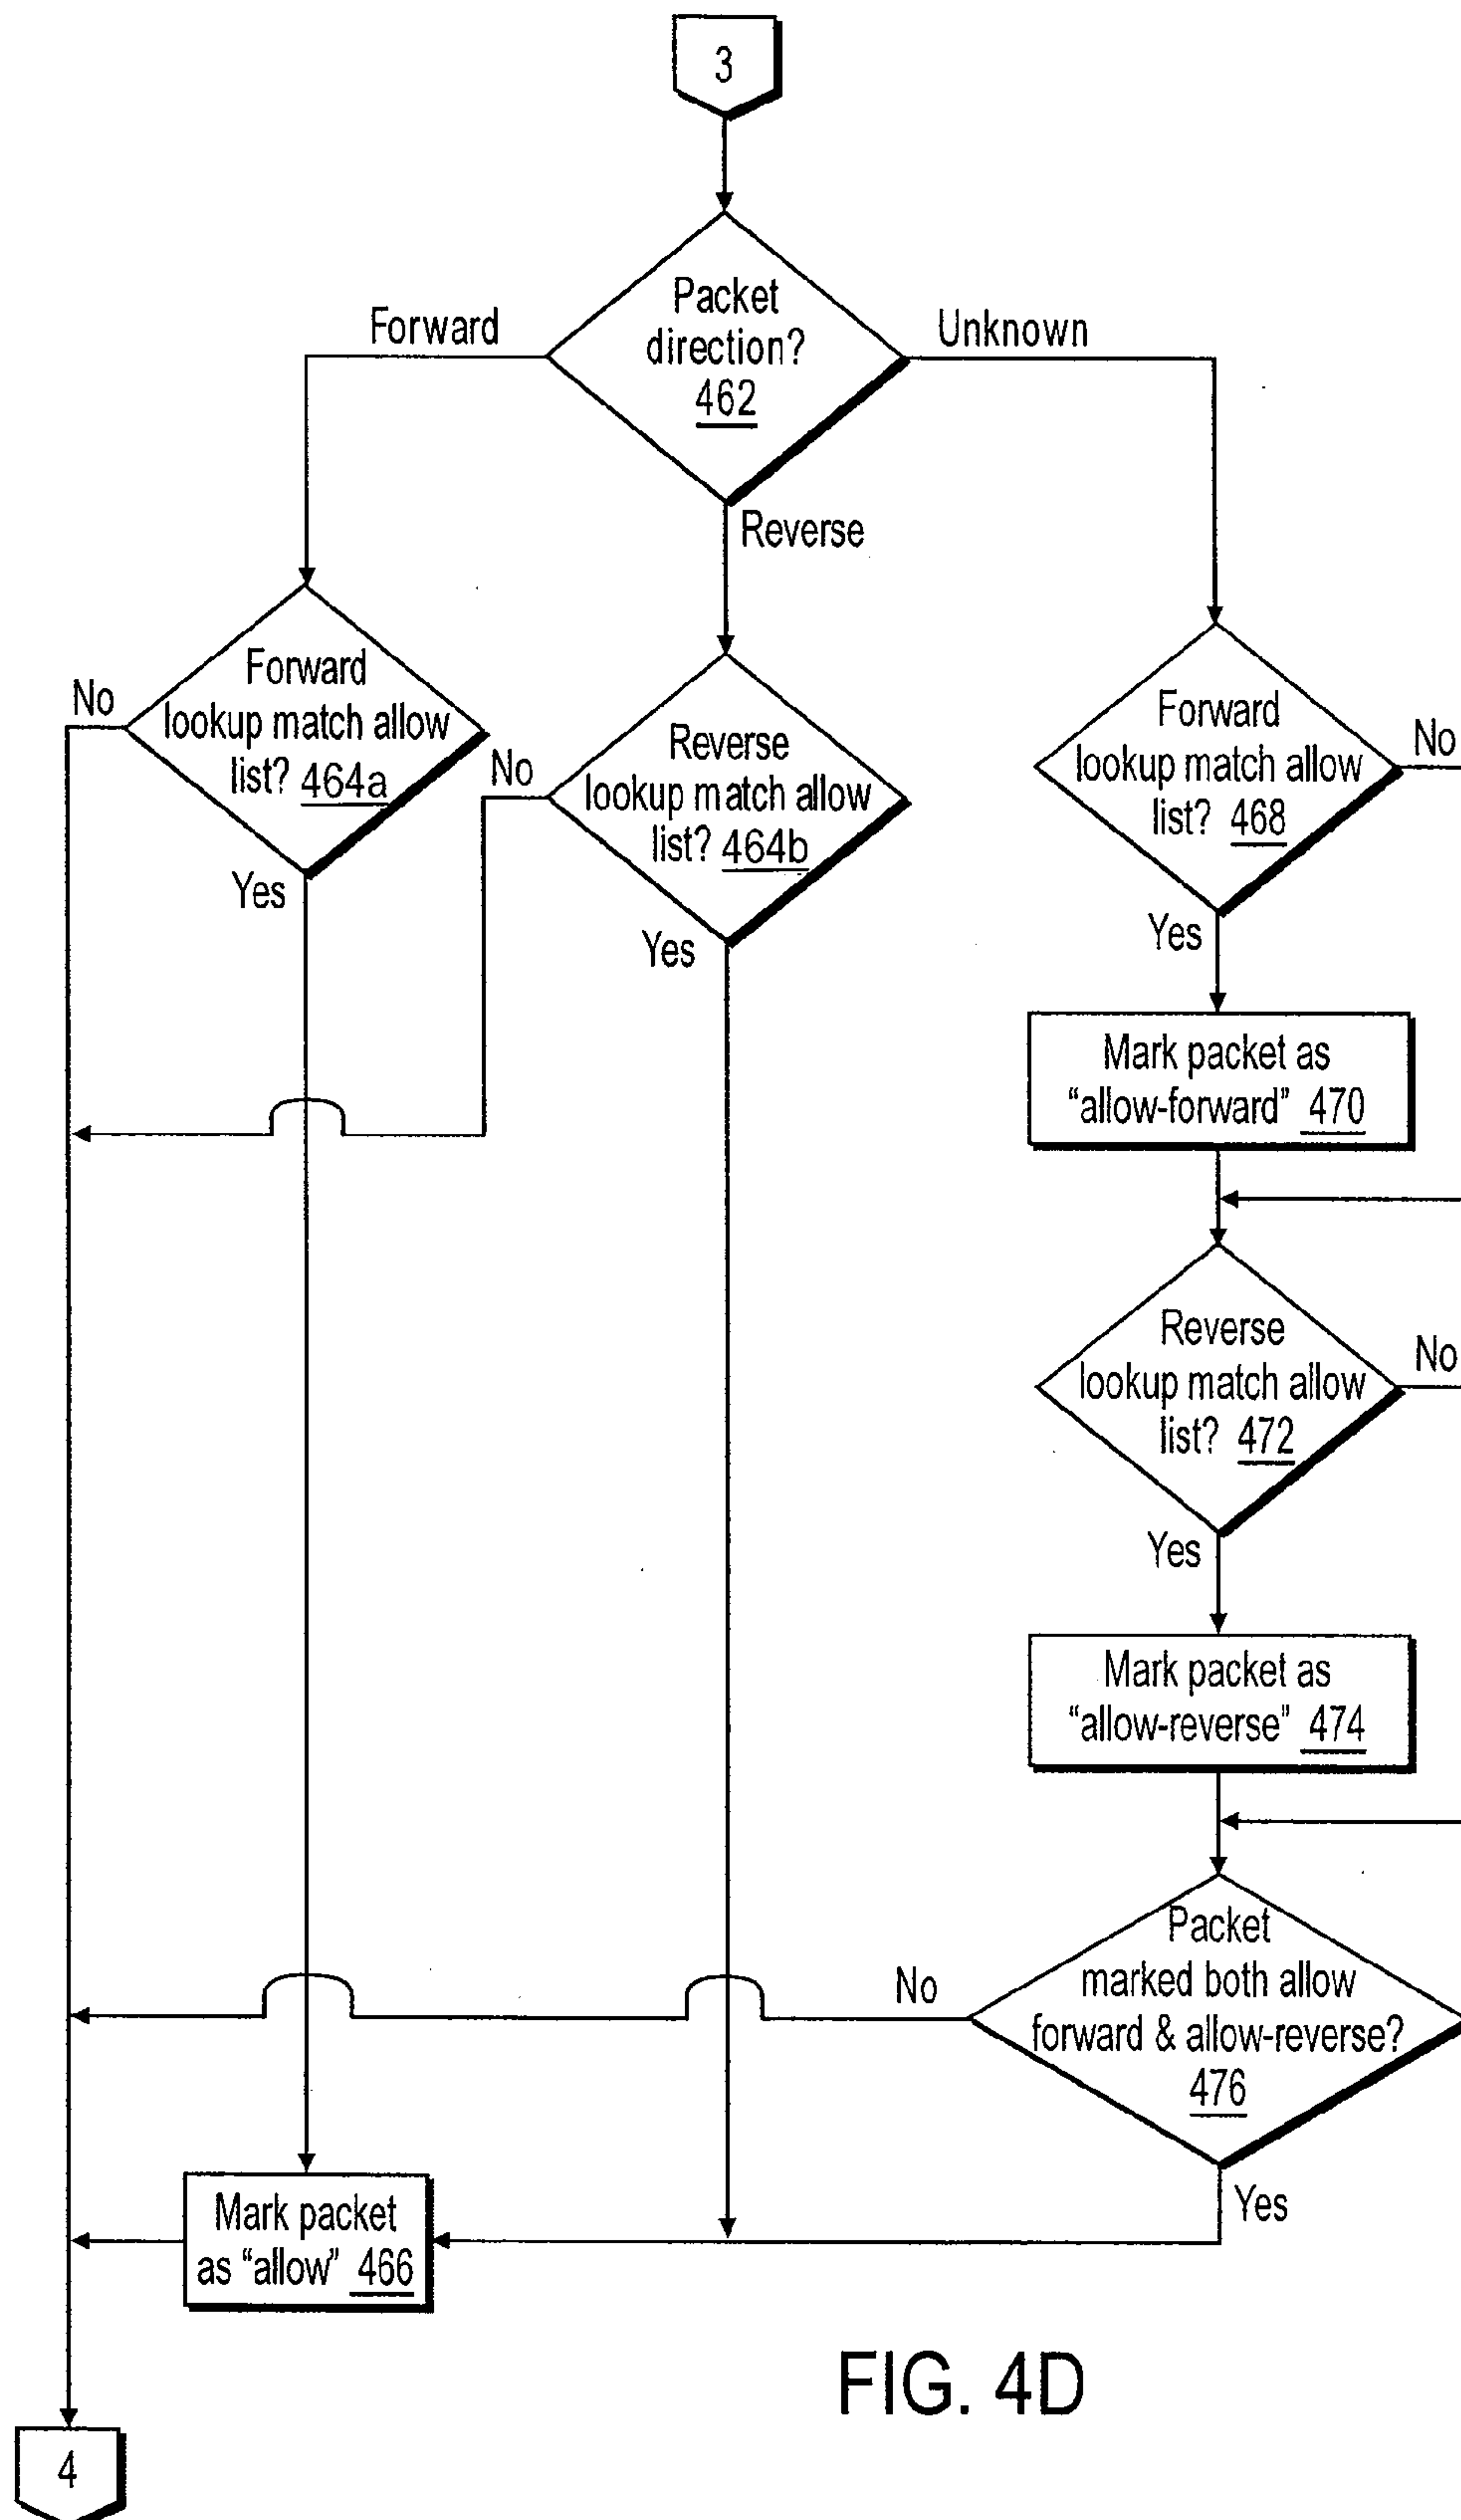 3
Packet
direction?
462
Forward
Unknown
Reverse
Forward
lookup match allow
list? 464a
No
Yes
Reverse
lookup match allow
list? 464b
No
Yes
Forward
lookup match allow
list? 468
No
Yes
Mark packet as
“allow-forward” 470
Reverse
lookup match allow
list? 472
No
Yes
Mark packet as
“allow-reverse” 474
Packet
marked both allow
forward & allow-reverse?
476
No
Yes
Mark packet
as “allow” 466
FIG. 4D
4